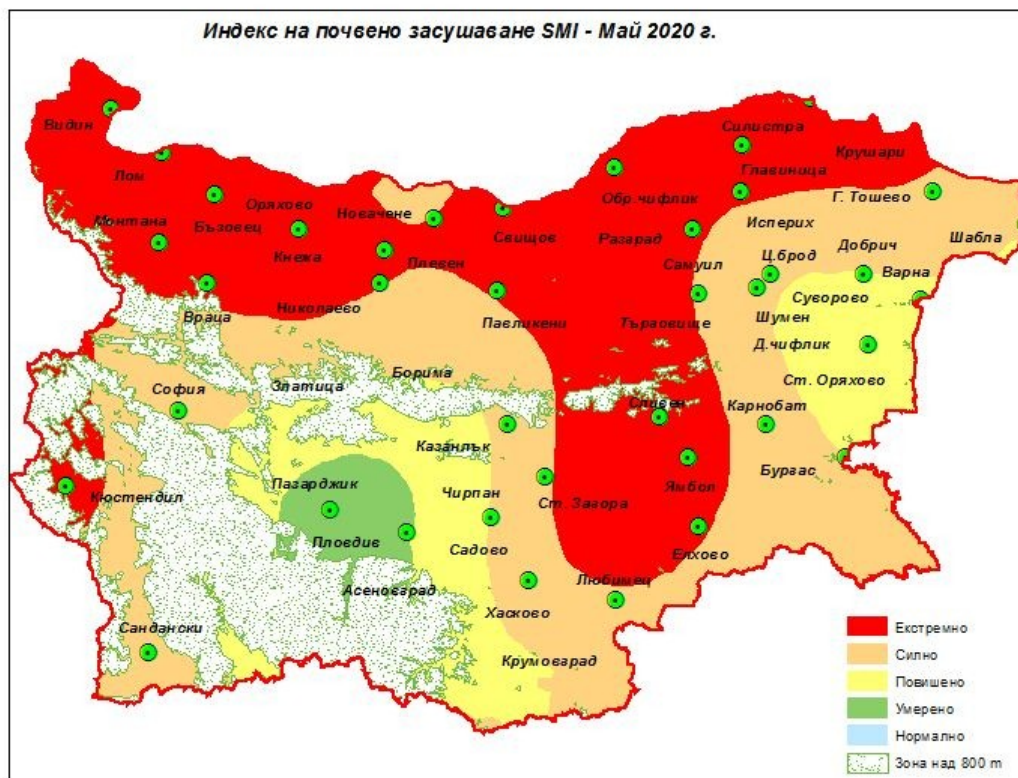 Индекс на почвено засушаване SMI - Май 2020 г.
Видин
Силистра
Крушари
Лом
Главиница
Оряхово
Новачене
Обр.чифлик
Г. Тошево
Монтана
Бъзовец
Исперих
Свищов
Разград
Добрич
Шабла
Кнежа
Плевен
Самуил
Ц.брод
Варна
Суворово
Враца
Николаево
Павликени
Търговище
Шумен
Д.чифлик
Златица
Борима
Ст. Оряхово
София
Сливен
Карнобат
Казанлък
Бургас
Пазарджик
Ямбол
Кюстендил
Чирпан
Ст. Загора
Пловдив
Садово
Елхово
Асеновград
Любимец
Хасково
Сандански
Крумовград
Екстремно
Силно
Повишено
Умерено
Нормално
Зона над 800 m